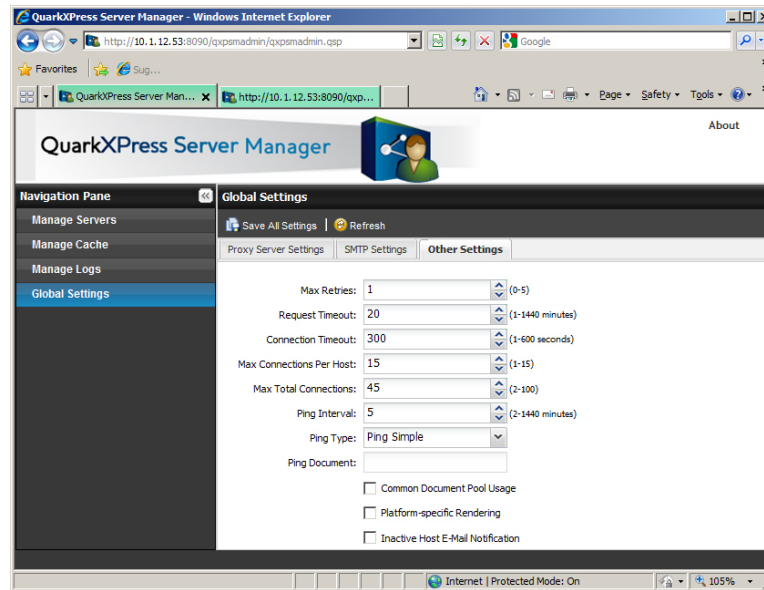 QuarkXPress Server Manager - Windows Internet Explorer
http://10.1.12.53:8090/qxpsmadmin/qxpsmadmin.qsp
Google
Favorites
Sug...
QuarkXPress Server Man...
http://10.1.12.53:8090/qxp...
Page
Safety
Tools
About
QuarkXPress Server Manager
Navigation Pane
Manage Servers
Manage Cache
Manage Logs
Global Settings
Global Settings
Save All Settings | Refresh
Proxy Server Settings
SMTP Settings
Other Settings
Max Retries: 1 (0-5)
Request Timeout: 20 (1-1440 minutes)
Connection Timeout: 300 (1-600 seconds)
Max Connections Per Host: 15 (1-15)
Max Total Connections: 45 (2-100)
Ping Interval: 5 (2-1440 minutes)
Ping Type: Ping Simple
Ping Document:
Common Document Pool Usage
Platform-specific Rendering
Inactive Host E-Mail Notification
Internet | Protected Mode: On
105%